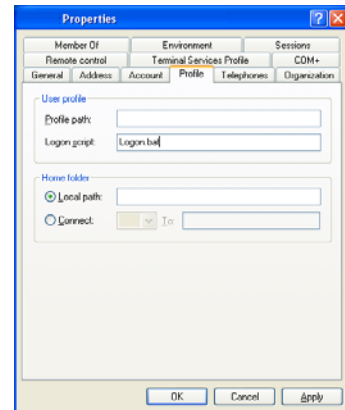 Properties
Member Of Environment Sessions
Remote control Terminal Services Profile COM+
General Address Account Profile Telephones Organization
User profile
Profile path:
Logon script: Logon.bat
Home folder
Local path:
Connect: To:
OK Cancel Apply